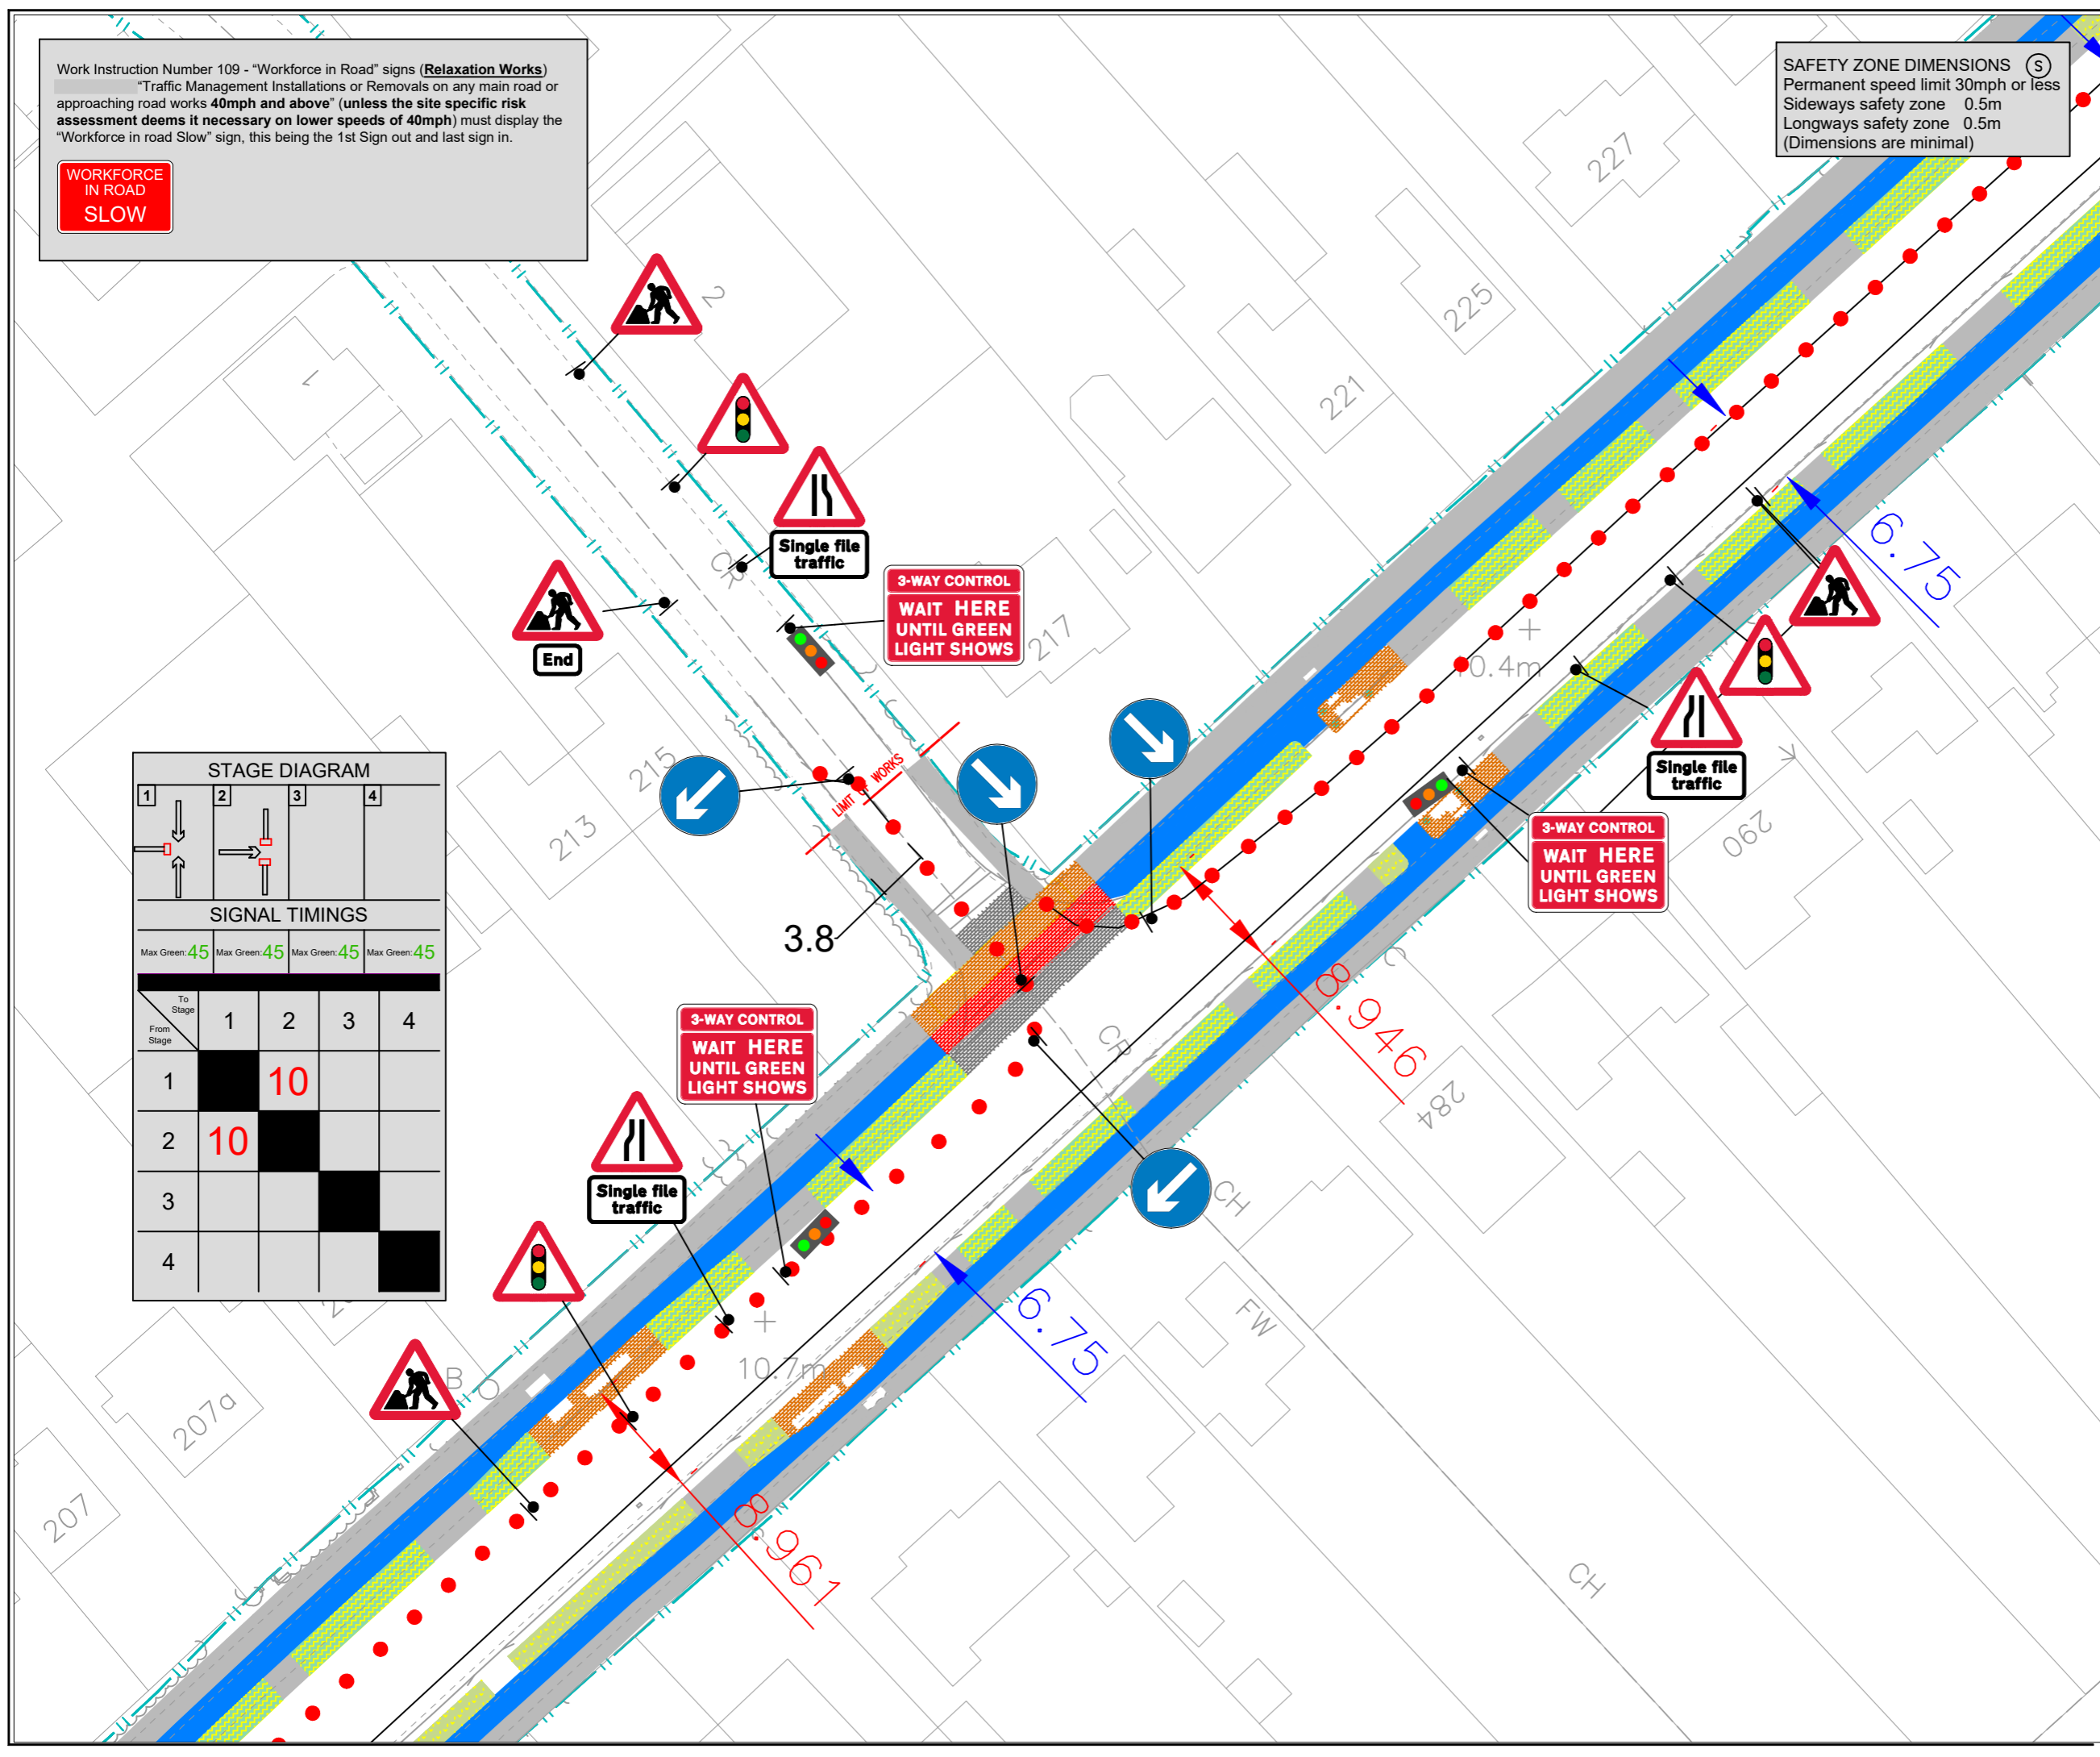 Work Instruction Number 109 - “Workforce in Road” signs (Relaxation Works)
“Traffic Management Installations or Removals on any main road or
approaching road works 40mph and above” (unless the site specific risk
assessment deems it necessary on lower speeds of 40mph) must display the
“Workforce in road Slow” sign, this being the 1st Sign out and last sign in.
WORKFORCE
IN ROAD
SLOW
SAFETY ZONE DIMENSIONS S
Permanent speed limit 30mph or less
Sideways safety zone 0.5m
Longways safety zone 0.5m
(Dimensions are minimal)
227
2
225
1
221
Single file
traffic
CR
End
3-WAY CONTROL
WAIT HERE
UNTIL GREEN
LIGHT SHOWS
217
6.75
10.4m
Single file
traffic
290
3-WAY CONTROL
WAIT HERE
UNTIL GREEN
LIGHT SHOWS
215
LIMIT OF WORKS
213
3.8
8.946
CR
284
STAGE DIAGRAM
1 2 3 4
SIGNAL TIMINGS
Max Green: 45 Max Green: 45 Max Green: 45 Max Green: 45
To
Stage
From
Stage
1 2 3 4
1 10
2 10
3
4
3-WAY CONTROL
WAIT HERE
UNTIL GREEN
LIGHT SHOWS
Single file
traffic
CH
FW
6.75
10.7m
B
207a
207
8.961
CH